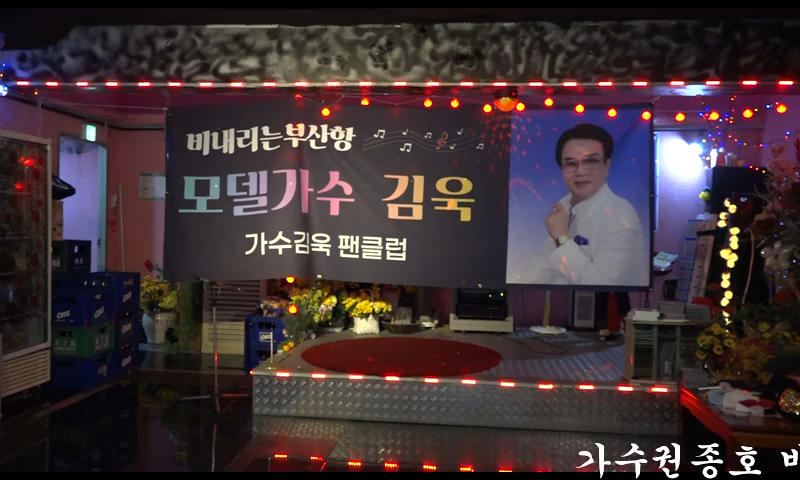 비내리는부산항
모델가수 김욱
가수김욱 팬클럽
가수권종호